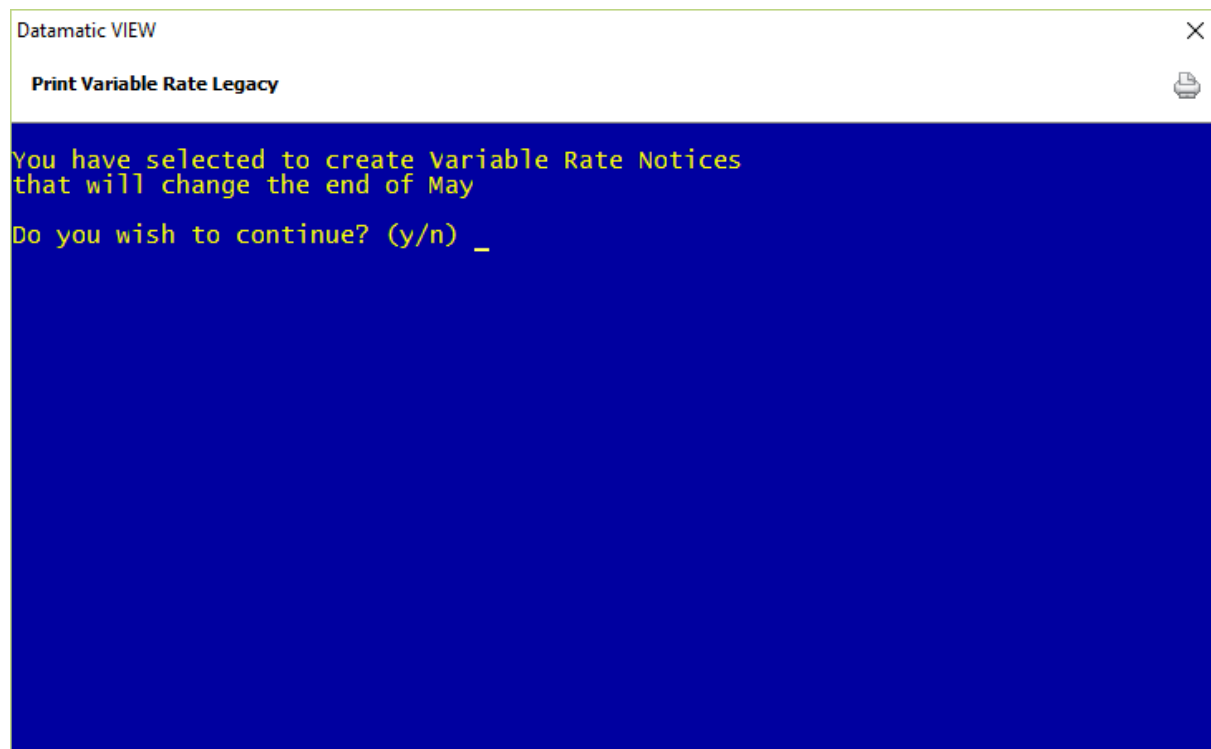 Datamatic VIEW
Print Variable Rate Legacy
You have selected to create Variable Rate Notices
that will change the end of May
Do you wish to continue? (y/n) _